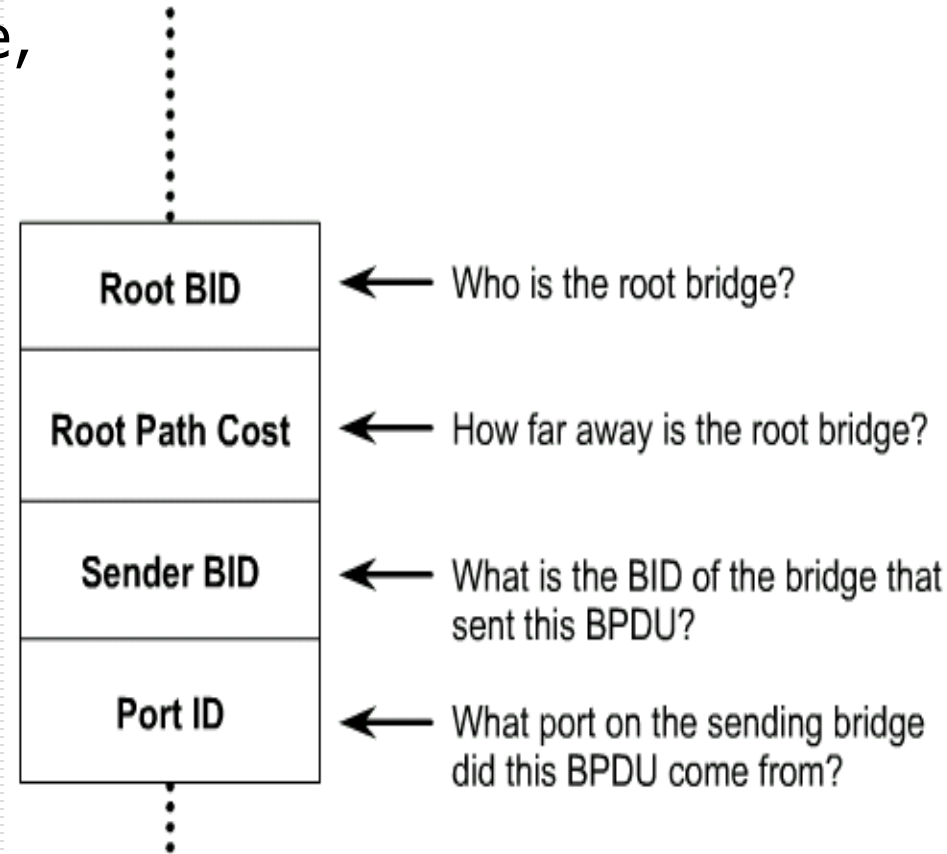 e,
Root BID
Who is the root bridge?
Root Path Cost
How far away is the root bridge?
Sender BID
What is the BID of the bridge that
sent this BPDU?
Port ID
What port on the sending bridge
did this BPDU come from?